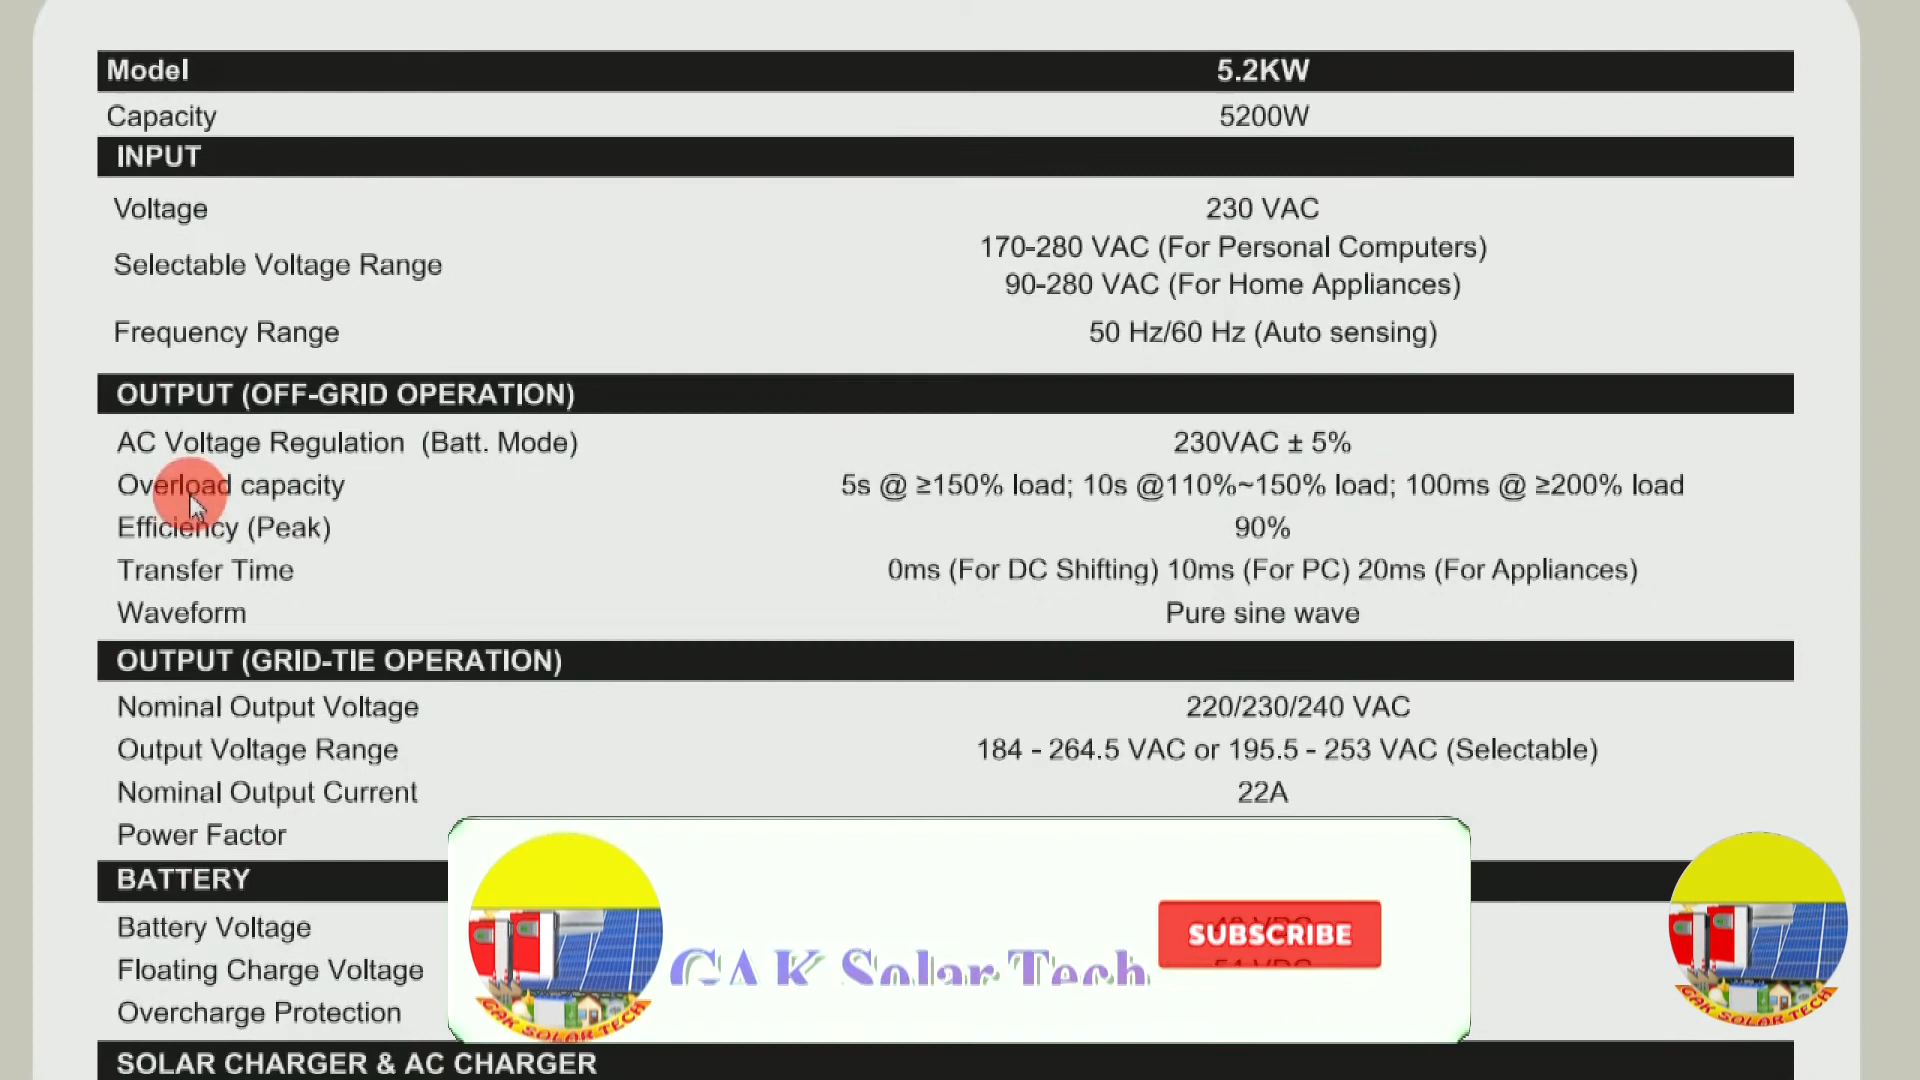 Model 5.2KW
Capacity 5200W
INPUT
Voltage 230 VAC
Selectable Voltage Range 170-280 VAC (For Personal Computers)
90-280 VAC (For Home Appliances)
Frequency Range 50 Hz/60 Hz (Auto sensing)
OUTPUT (OFF-GRID OPERATION)
AC Voltage Regulation (Batt. Mode) 230VAC ± 5%
Overload capacity 5s @ ≥150% load; 10s @110%~150% load; 100ms @ ≥200% load
Efficiency (Peak) 90%
Transfer Time 0ms (For DC Shifting) 10ms (For PC) 20ms (For Appliances)
Waveform Pure sine wave
OUTPUT (GRID-TIE OPERATION)
Nominal Output Voltage 220/230/240 VAC
Output Voltage Range 184 - 264.5 VAC or 195.5 - 253 VAC (Selectable)
Nominal Output Current 22A
Power Factor
BATTERY
Battery Voltage
Floating Charge Voltage
Overcharge Protection
SOLAR CHARGER & AC CHARGER
GAK Solar Tech
SUBSCRIBE
GAK SOLAR TECH
GAK SOLAR TECH